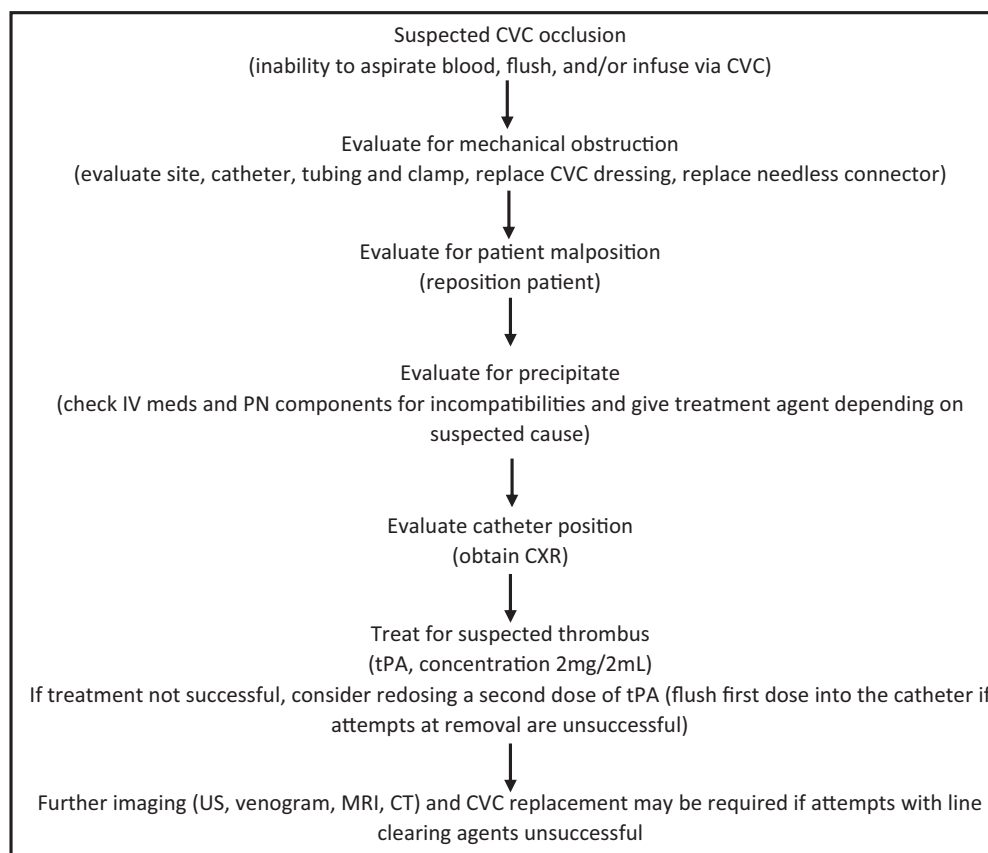 Suspected CVC occlusion
(inability to aspirate blood, flush, and/or infuse via CVC)
Evaluate for mechanical obstruction
(evaluate site, catheter, tubing and clamp, replace CVC dressing, replace needless connector)
Evaluate for patient malposition
(reposition patient)
Evaluate for precipitate
(check IV meds and PN components for incompatibilities and give treatment agent depending on
suspected cause)
Evaluate catheter position
(obtain CXR)
Treat for suspected thrombus
(tPA, concentration 2mg/2mL)
If treatment not successful, consider redosing a second dose of tPA (flush first dose into the catheter if
attempts at removal are unsuccessful)
Further imaging (US, venogram, MRI, CT) and CVC replacement may be required if attempts with line
clearing agents unsuccessful